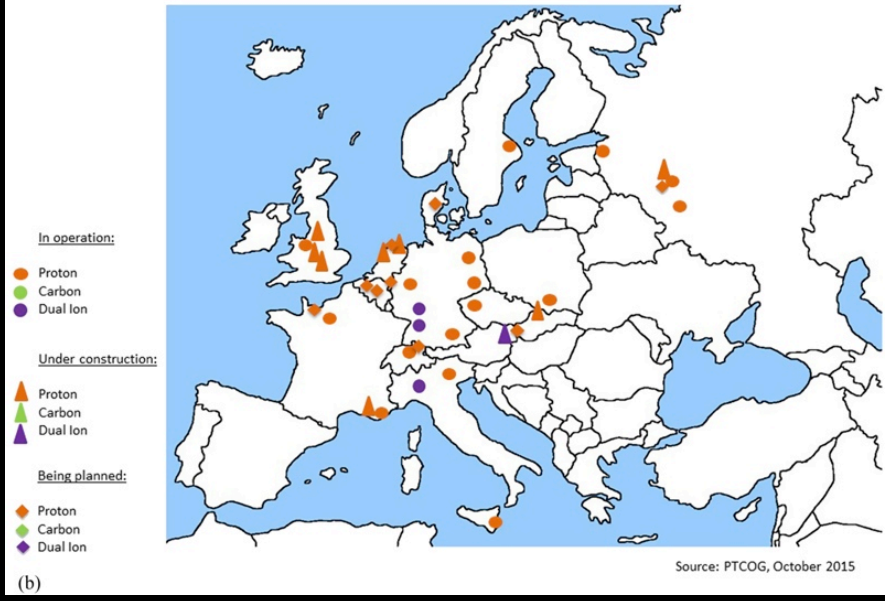 In operation:
Proton
Carbon
Dual Ion
Under construction:
Proton
Carbon
Dual Ion
Being planned:
Proton
Carbon
Dual Ion
Source: PTCOG, October 2015
(b)